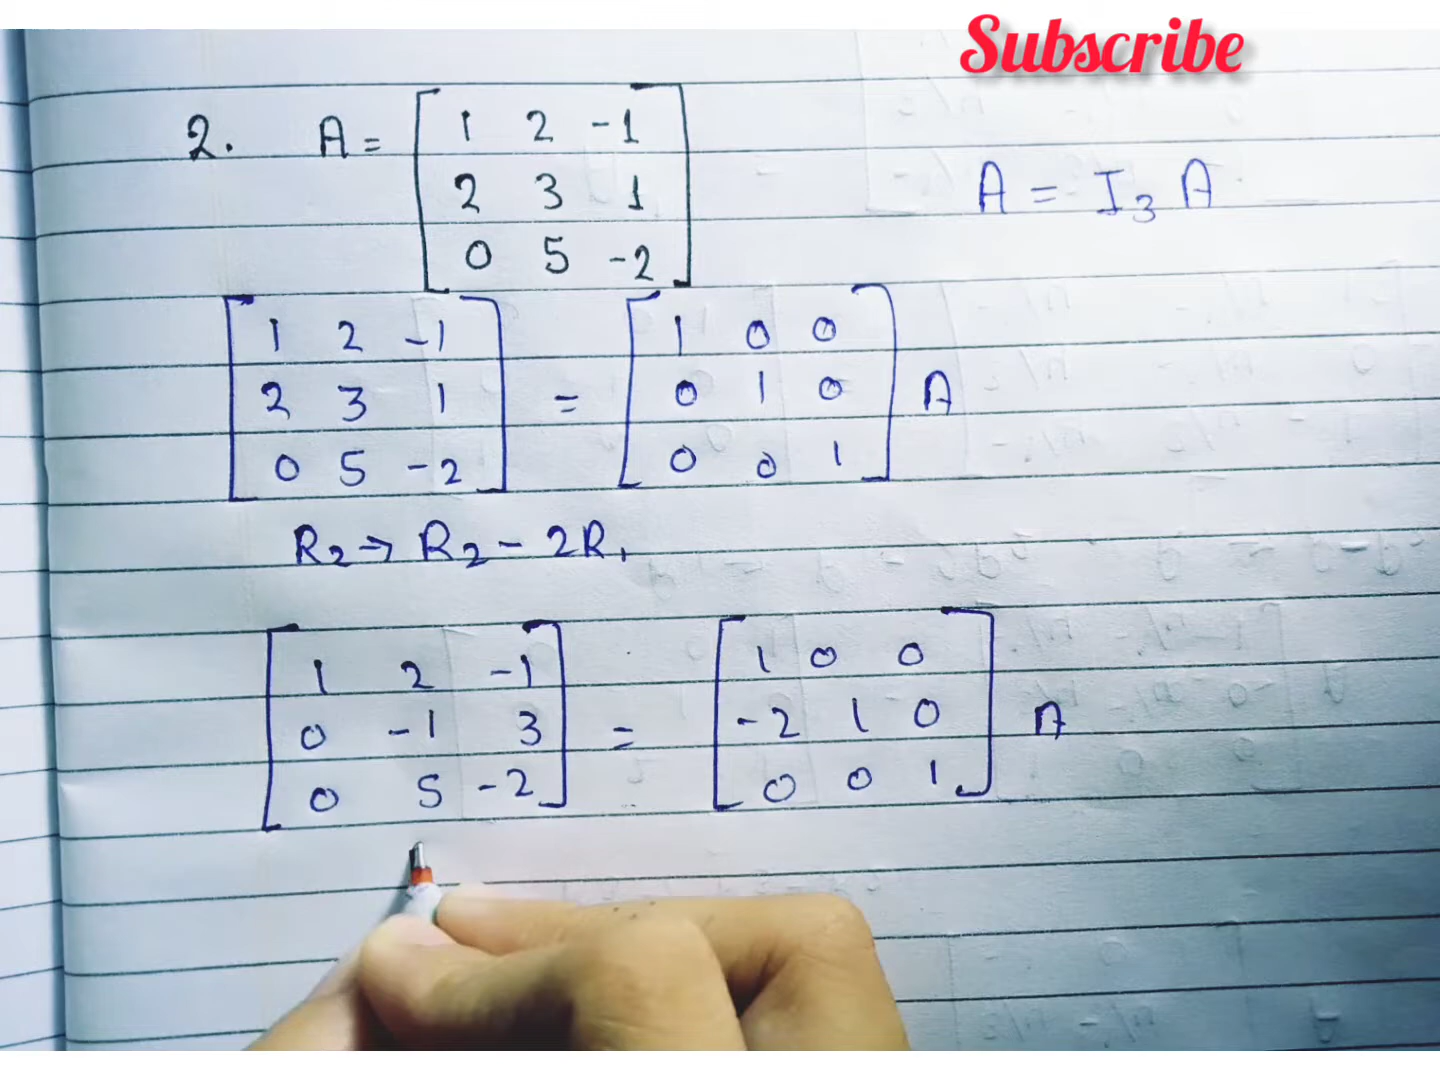 Subscribe
2. A = [ 1 2 -1
2 3 1
0 5 -2 ]
A = I₃ A
[ 1 2 -1
2 3 1
0 5 -2 ] = [ 1 0 0
0 1 0
0 0 1 ] A
R₂ → R₂ - 2R₁
[ 1 2 -1
0 -1 3
0 5 -2 ] = [ 1 0 0
-2 1 0
0 0 1 ] A